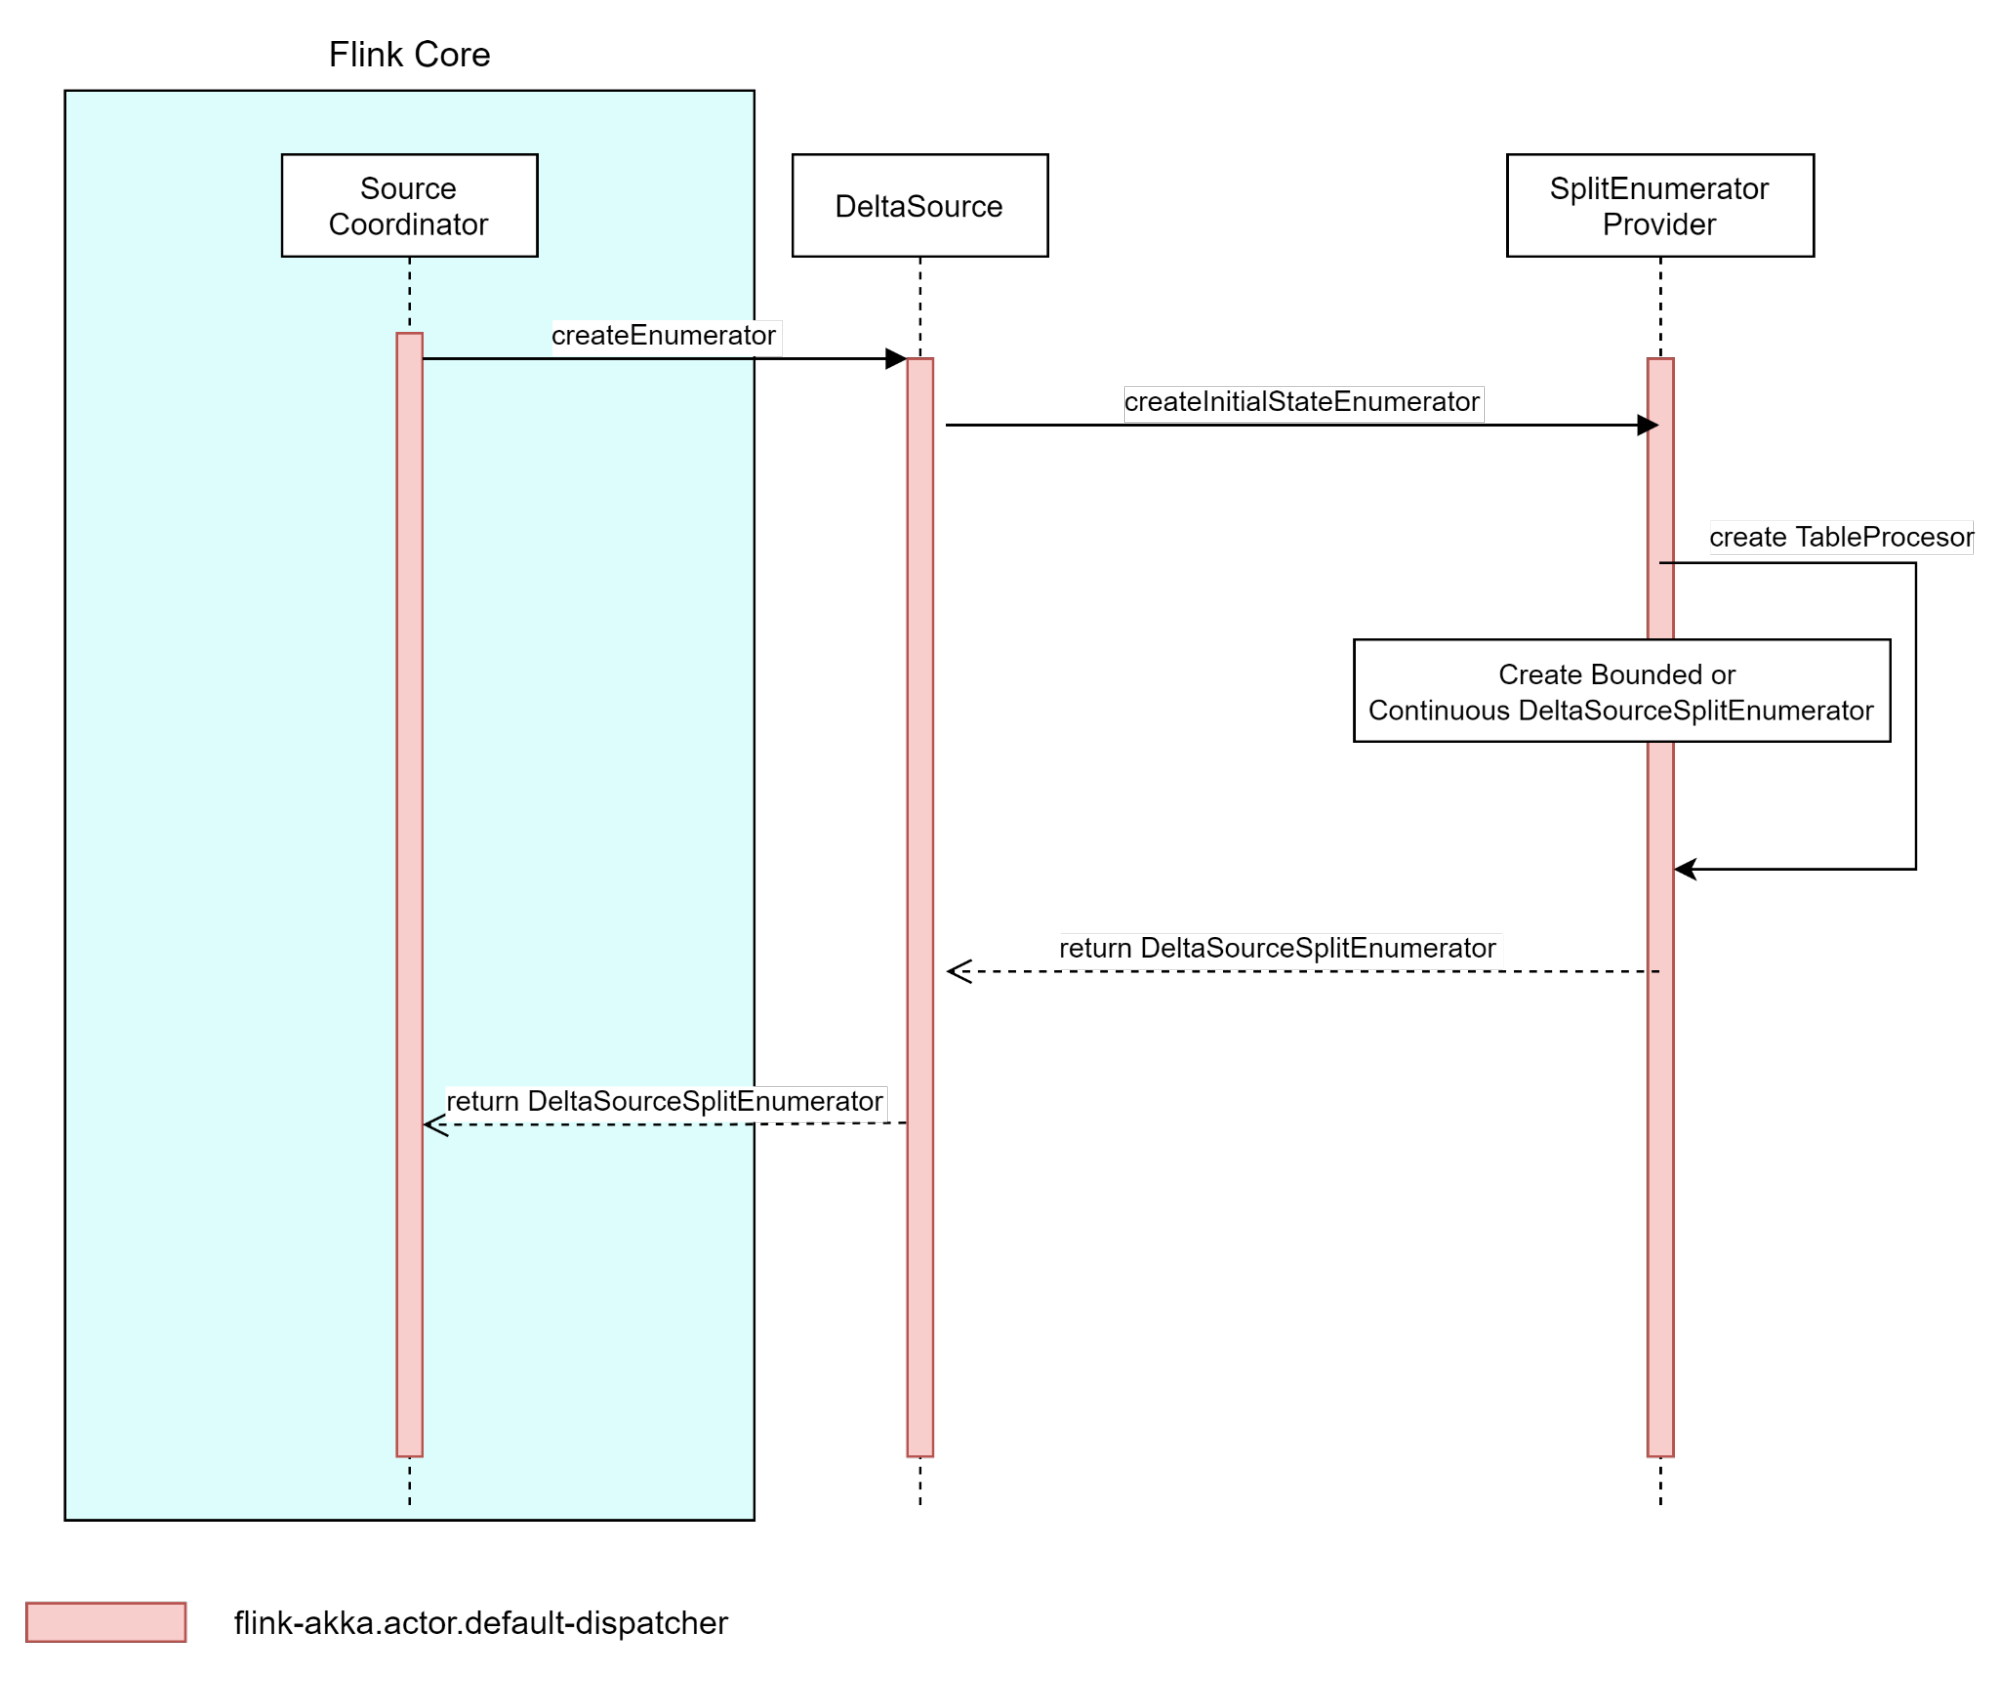 Flink Core
Source
Coordinator
DeltaSource
SplitEnumerator
Provider
createEnumerator
createInitialStateEnumerator
create TableProcesor
Create Bounded or
Continuous DeltaSourceSplitEnumerator
return DeltaSourceSplitEnumerator
return DeltaSourceSplitEnumerator
flink-akka.actor.default-dispatcher